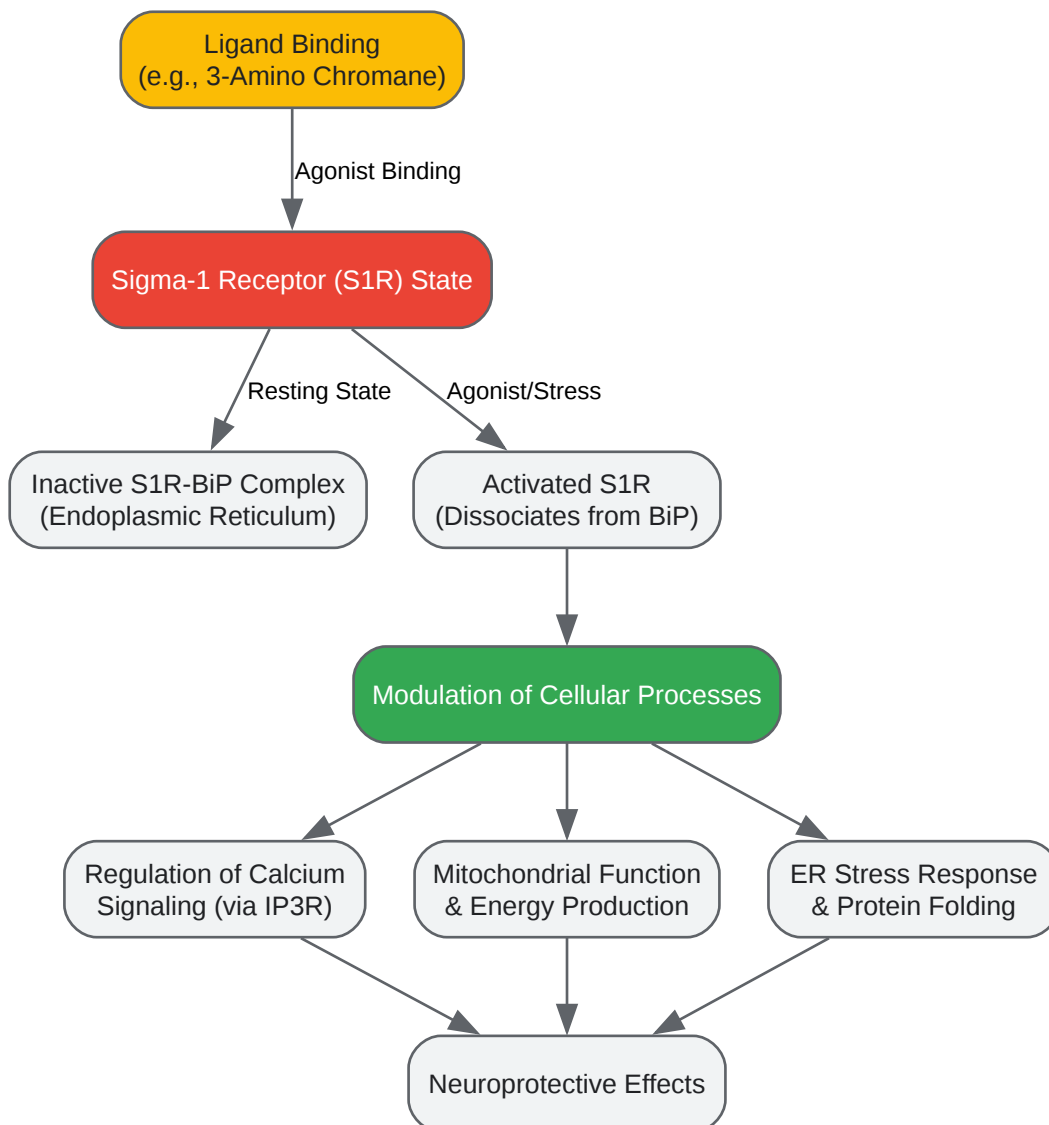 Ligand Binding
(e.g., 3-Amino Chromane)
Agonist Binding
Sigma-1 Receptor (S1R) State
Resting State
Agonist/Stress
Inactive S1R-BiP Complex
(Endoplasmic Reticulum)
Activated S1R
(Dissociates from BiP)
Modulation of Cellular Processes
Regulation of Calcium
Signaling (via IP3R)
Mitochondrial Function
& Energy Production
ER Stress Response
& Protein Folding
Neuroprotective Effects